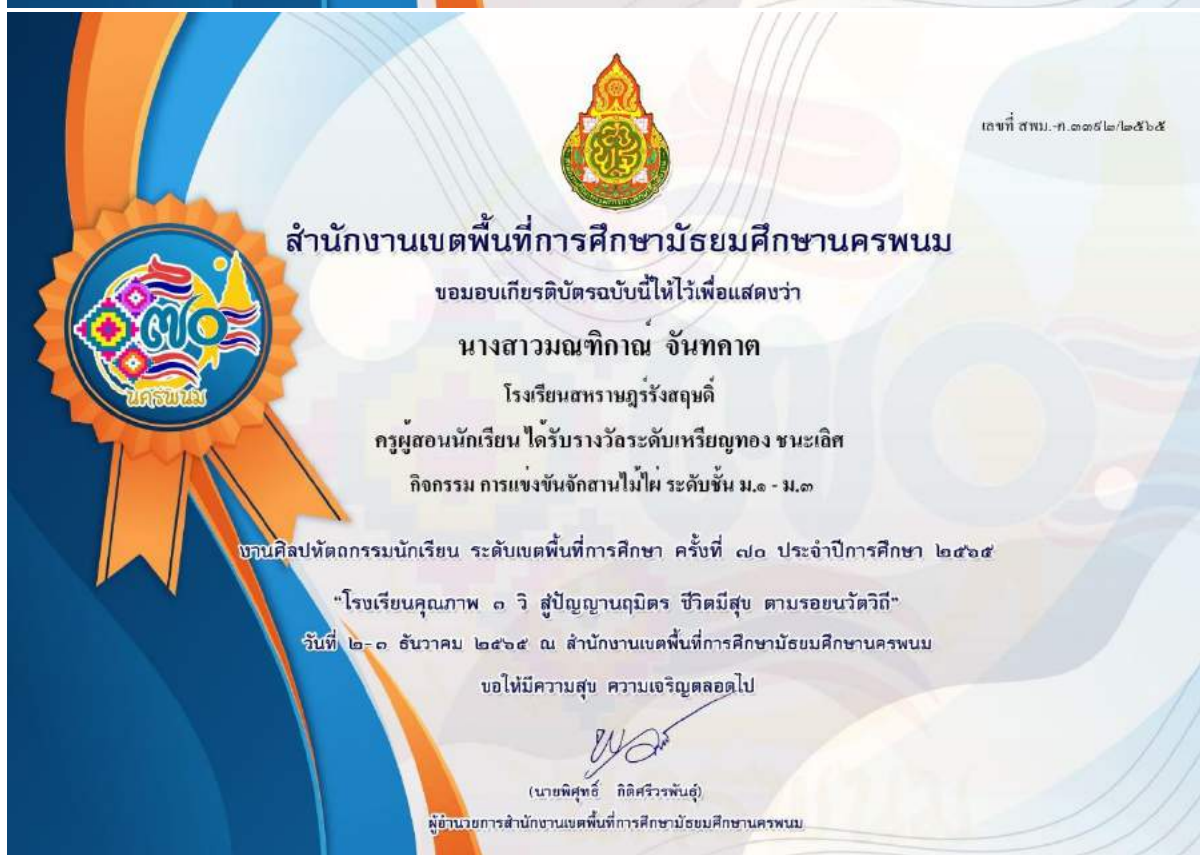 เลขที่ สพม.-ศ.๓๓๙๒/๒๕๖๕
สำนักงานเขตพื้นที่การศึกษามัธยมศึกษานครพนม
ขอมอบเกียรติบัตรฉบับนี้ให้ไว้เพื่อแสดงว่า
นางสาวมณฑิกาณ์ จันทคาต
โรงเรียนสหราษฎร์รังสฤษดิ์
ครูผู้สอนนักเรียน ได้รับรางวัลระดับเหรียญทอง ชนะเลิศ
กิจกรรม การแข่งขันจักสานไม้ไผ่ ระดับชั้น ม.๑ - ม.๓
๗๐
นครพนม
งานศิลปหัตถกรรมนักเรียน ระดับเขตพื้นที่การศึกษา ครั้งที่ ๗๐ ประจำปีการศึกษา ๒๕๖๕
"โรงเรียนคุณภาพ ๓ วิ สู่ปัญญานฤมิตร ชีวิตมีสุข ตามรอยนวัตวิถี"
วันที่ ๒-๓ ธันวาคม ๒๕๖๕ ณ สำนักงานเขตพื้นที่การศึกษามัธยมศึกษานครพนม
ขอให้มีความสุข ความเจริญตลอดไป
(นายพิศุทธิ์ กิติศรีวรพันธุ์)
ผู้อำนวยการสำนักงานเขตพื้นที่การศึกษามัธยมศึกษานครพนม